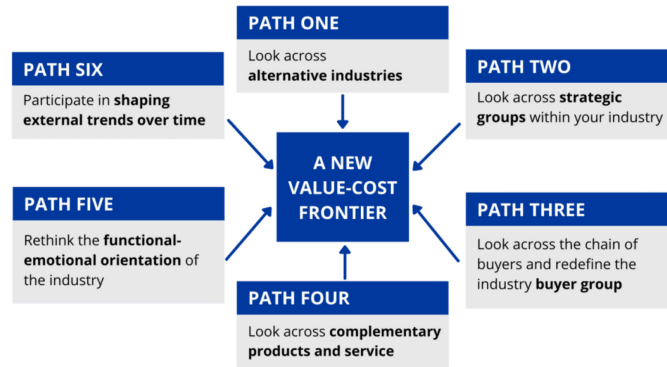 PATH ONE
Look across
alternative industries
PATH TWO
Look across strategic
groups within your industry
PATH THREE
Look across the chain of
buyers and redefine the
industry buyer group
PATH FOUR
Look across complementary
products and service
PATH FIVE
Rethink the functional-
emotional orientation of
the industry
PATH SIX
Participate in shaping
external trends over time
A NEW
VALUE-COST
FRONTIER